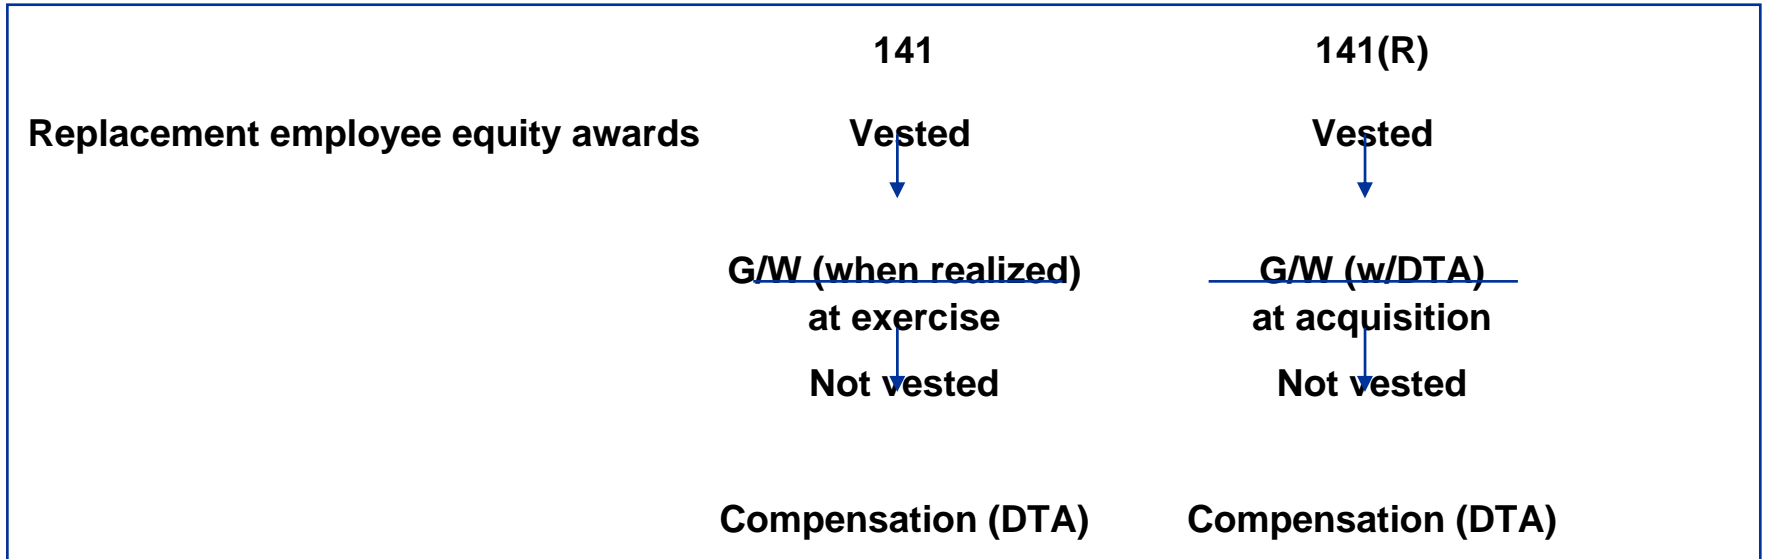 141 141(R)
Replacement employee equity awards Vested Vested
G/W (when realized) G/W (w/DTA)
at exercise at acquisition
Not vested Not vested
Compensation (DTA) Compensation (DTA)